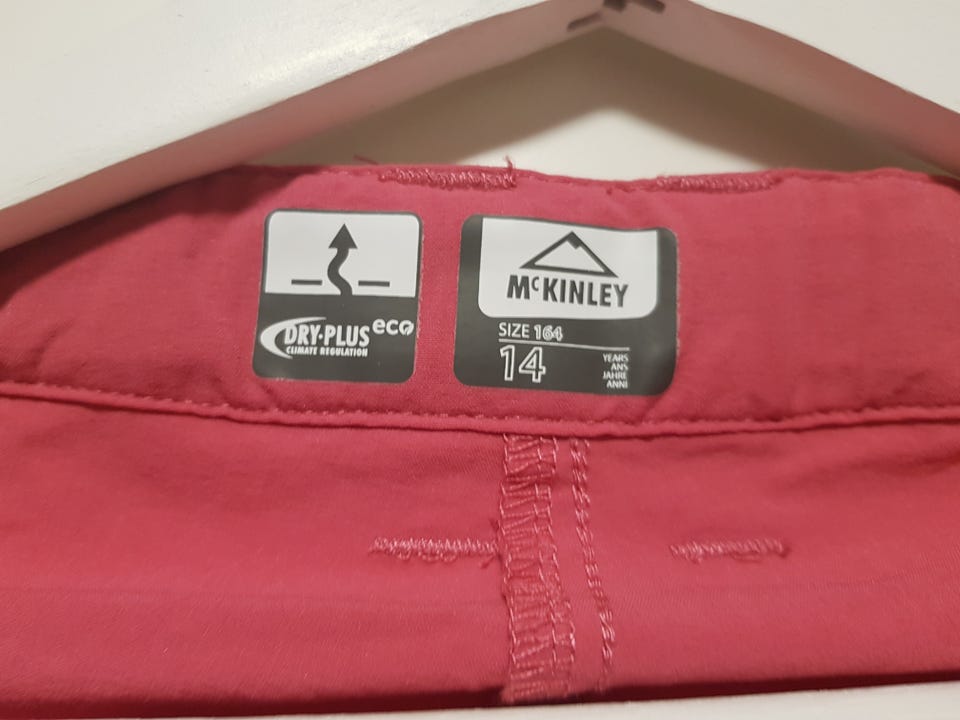 DRY·PLUS eco
CLIMATE REGULATION
McKINLEY
SIZE 164
14
YEARS
ANS
JAHRE
ANNI